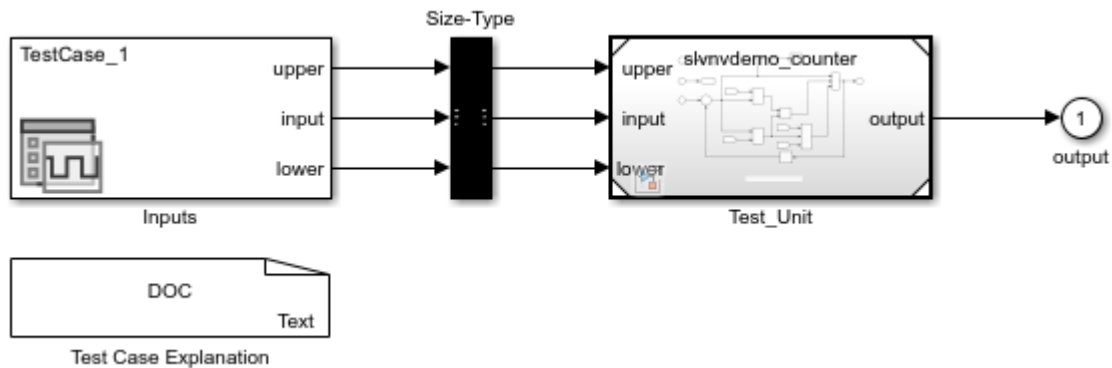 Size-Type
TestCase_1
slvnvdemo_counter
upper
upper
input
input
output
1
lower
lower
output
Inputs
Test_Unit
DOC
Text
Test Case Explanation